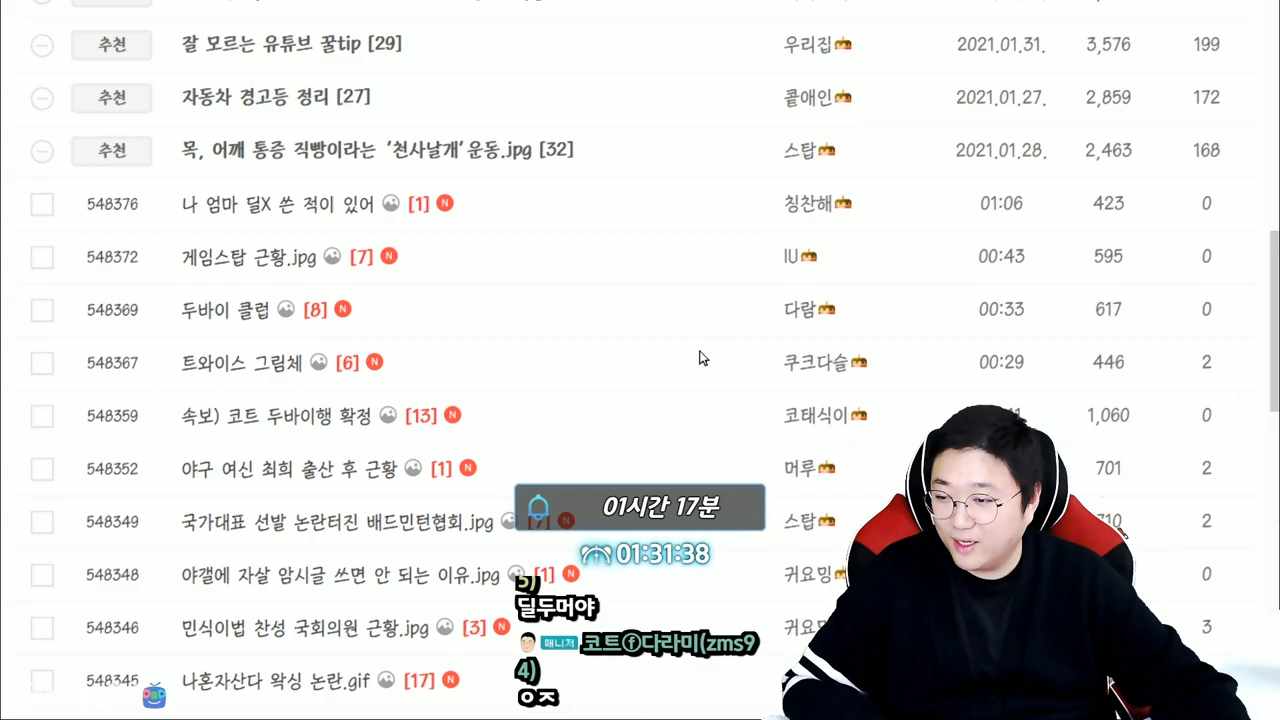 추천 잘 모르는 유튜브 꿀tip [29] 우리집 2021.01.31. 3,576 199
추천 자동차 경고등 정리 [27] 콭애인 2021.01.27. 2,859 172
추천 목, 어깨 통증 직빵이라는 '천사날개' 운동.jpg [32] 스탑 2021.01.28. 2,463 168
548376 나 엄마 딜X 쓴 적이 있어 [1] N 칭찬해 01:06 423 0
548372 게임스탑 근황.jpg [7] N IU 00:43 595 0
548369 두바이 클럽 [8] N 다람 00:33 617 0
548367 트와이스 그림체 [6] N 쿠크다슬 00:29 446 2
548359 속보) 코트 두바이행 확정 [13] N 코태식이 1,060 0
548352 야구 여신 최희 출산 후 근황 [1] N 머루 701 2
548349 국가대표 선발 논란터진 배드민턴협회.jpg [7] N 스탑 710 2
01시간 17분
01:31:38
548348 야갤에 자살 암시글 쓰면 안 되는 이유.jpg [1] N 커요밍 0
5)
딜두머야
548346 민식이법 찬성 국회의원 근황.jpg [3] N 커요밍 3
매니저 코트ⓕ다라미(zms9
4)
548345 나혼자산다 왁싱 논란.gif [17] N
ㅇㅈ